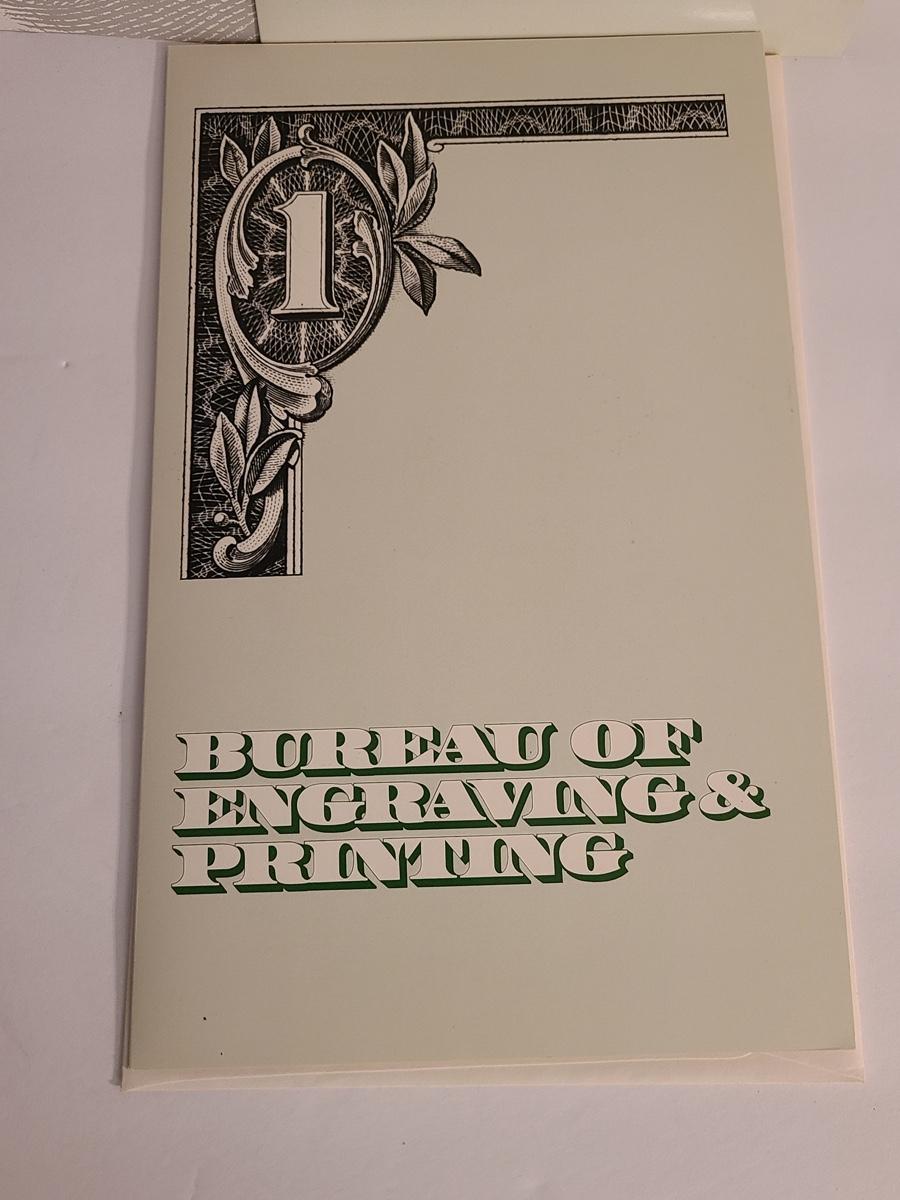 1
BUREAU OF
ENGRAVING &
PRINTING